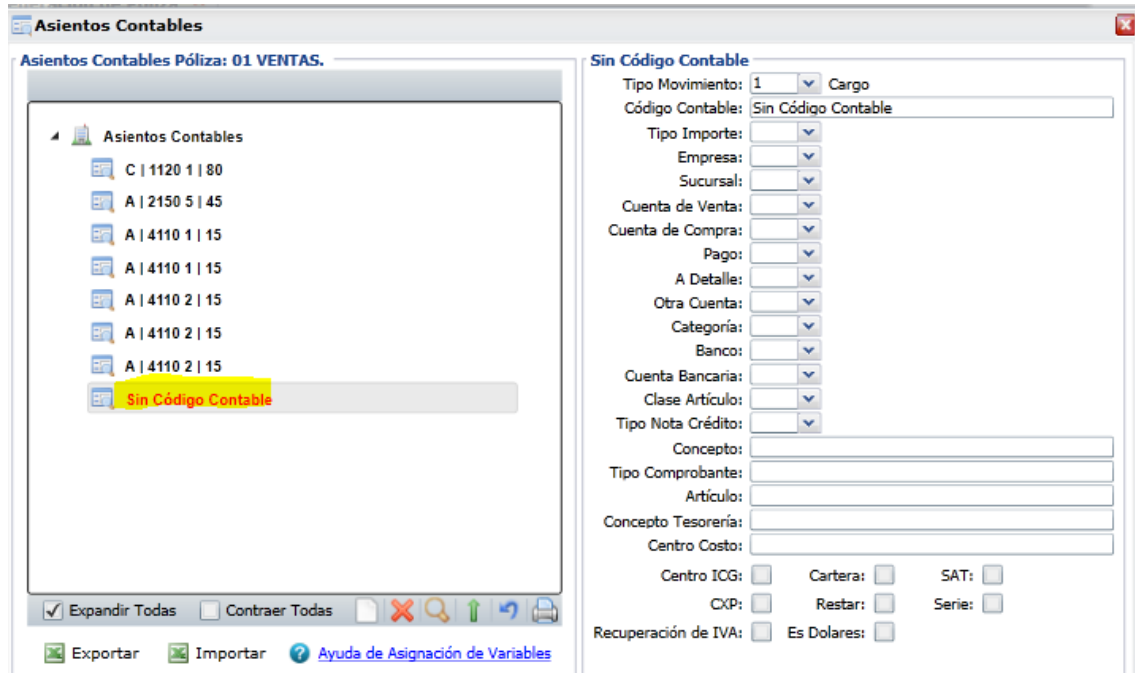 Asientos Contables
Asientos Contables Póliza: 01 VENTAS.
Asientos Contables
C | 1120 1 | 80
A | 2150 5 | 45
A | 4110 1 | 15
A | 4110 1 | 15
A | 4110 2 | 15
A | 4110 2 | 15
A | 4110 2 | 15
Sin Código Contable
Expandir Todas Contraer Todas
Exportar Importar Ayuda de Asignación de Variables
Sin Código Contable
Tipo Movimiento: 1 Cargo
Código Contable: Sin Código Contable
Tipo Importe:
Empresa:
Sucursal:
Cuenta de Venta:
Cuenta de Compra:
Pago:
A Detalle:
Otra Cuenta:
Categoría:
Banco:
Cuenta Bancaria:
Clase Artículo:
Tipo Nota Crédito:
Concepto:
Tipo Comprobante:
Artículo:
Concepto Tesorería:
Centro Costo:
Centro ICG: Cartera: SAT:
CXP: Restar: Serie:
Recuperación de IVA: Es Dolares: